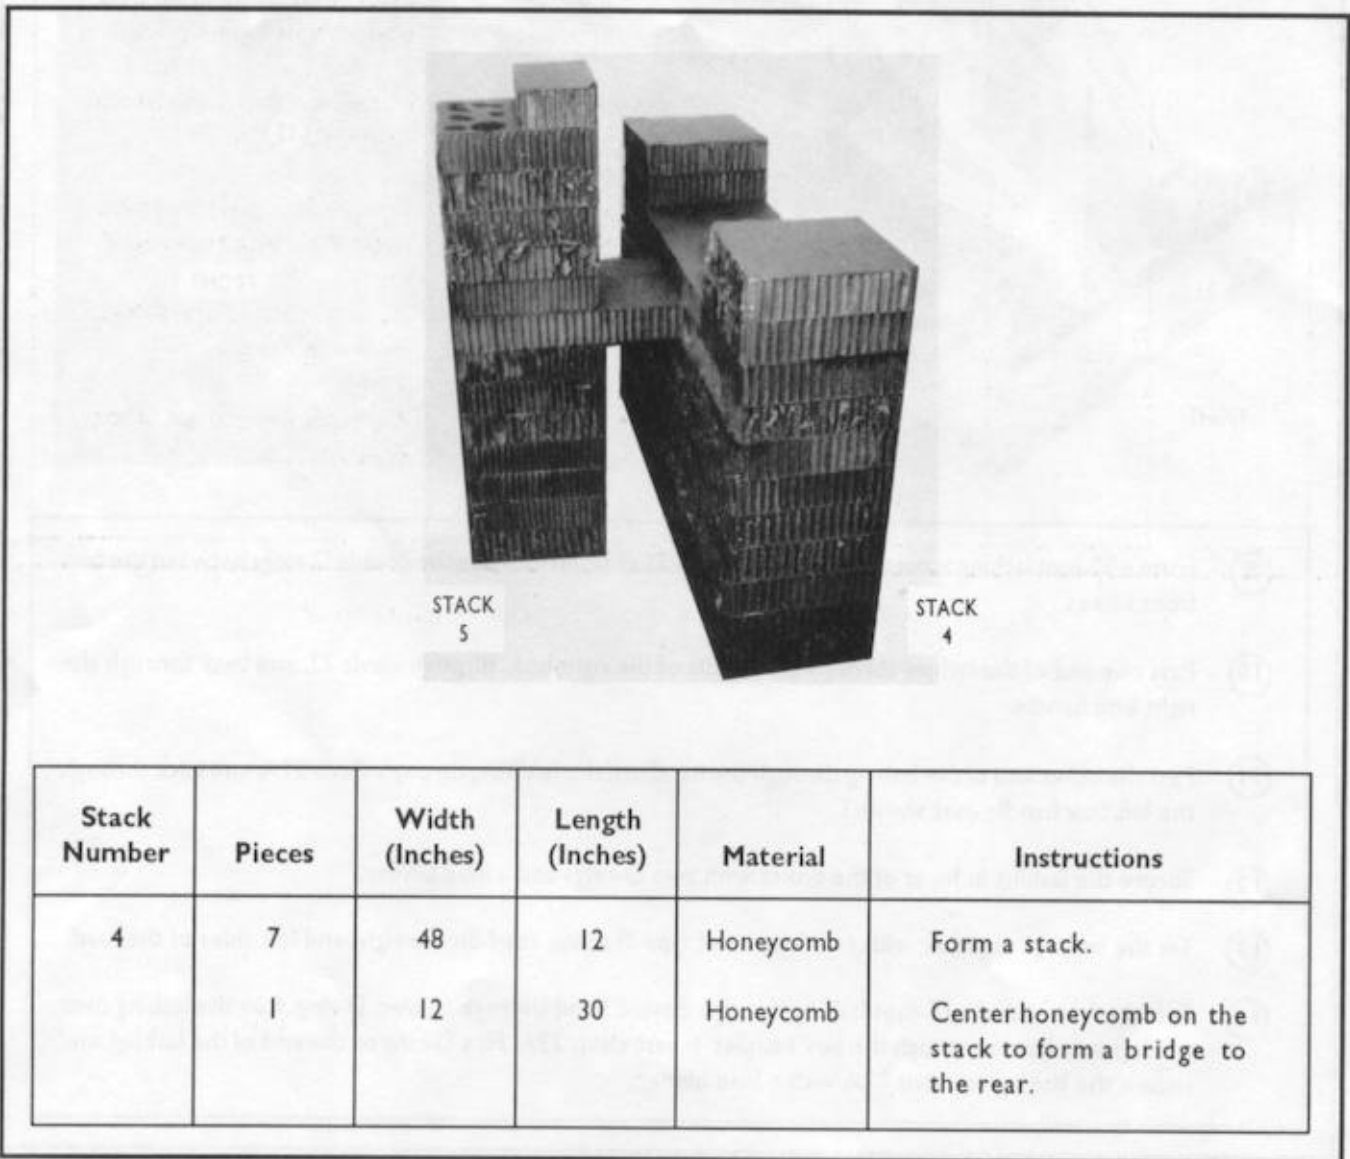 STACK
5
STACK
4
Stack Number Pieces Width (Inches) Length (Inches) Material Instructions
4 7 48 12 Honeycomb Form a stack.
1 12 30 Honeycomb Center honeycomb on the
stack to form a bridge to
the rear.